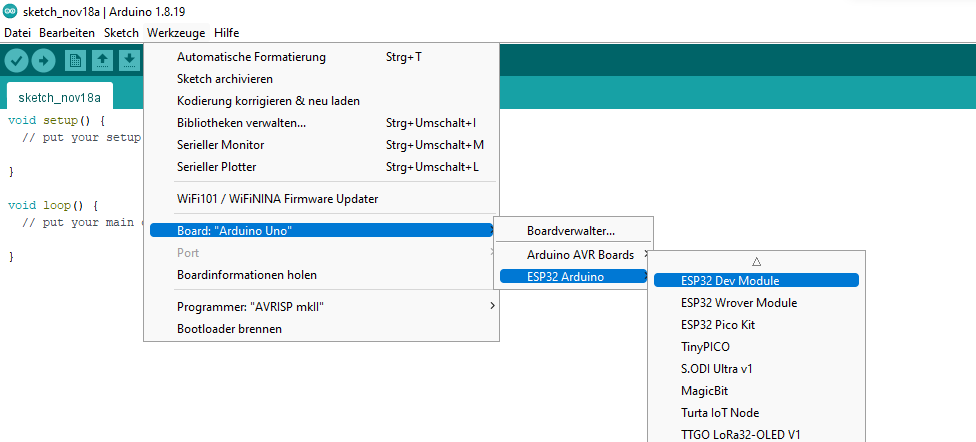 sketch_nov18a | Arduino 1.8.19
Datei Bearbeiten Sketch Werkzeuge Hilfe
sketch_nov18a
void setup() {
// put your setup
}
void loop() {
// put your main
}
Automatische Formatierung Strg+T
Sketch archivieren
Kodierung korrigieren & neu laden
Bibliotheken verwalten... Strg+Umschalt+I
Serieller Monitor Strg+Umschalt+M
Serieller Plotter Strg+Umschalt+L
WiFi101 / WiFiNINA Firmware Updater
Board: "Arduino Uno"
Port
Boardinformationen holen
Programmer: "AVRISP mkII"
Bootloader brennen
Boardverwalter...
Arduino AVR Boards
ESP32 Arduino
ESP32 Dev Module
ESP32 Wrover Module
ESP32 Pico Kit
TinyPICO
S.ODI Ultra v1
MagicBit
Turta IoT Node
TTGO LoRa32-OLED V1